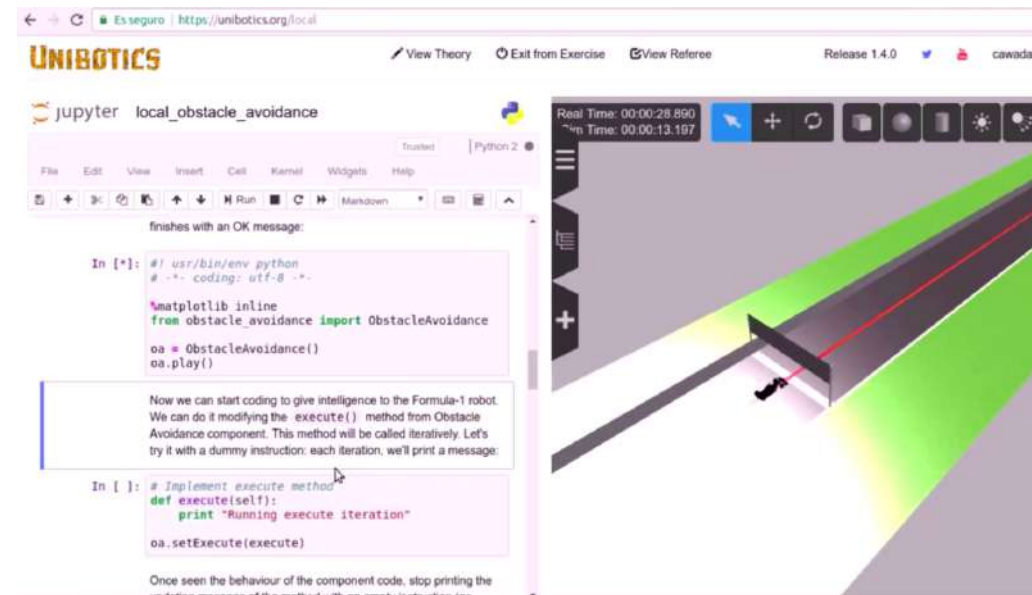 Es seguro | https://unibotics.org/local
UNIBOTICS
View Theory Exit from Exercise View Referee Release 1.4.0 cawada
jupyter local_obstacle_avoidance
Trusted | Python 2
File Edit View Insert Cell Kernel Widgets Help
Run Markdown
finishes with an OK message:
In [*]: #! usr/bin/env python
# -*- coding: utf-8 -*-
%matplotlib inline
from obstacle_avoidance import ObstacleAvoidance
oa = ObstacleAvoidance()
oa.play()
Now we can start coding to give intelligence to the Formula-1 robot.
We can do it modifying the execute() method from Obstacle
Avoidance component. This method will be called iteratively. Let's
try it with a dummy instruction: each iteration, we'll print a message:
In [ ]: # Implement execute method
def execute(self):
print "Running execute iteration"
oa.setExecute(execute)
Once seen the behaviour of the component code, stop printing the
Real Time: 00:00:28.890
Sim Time: 00:00:13.197